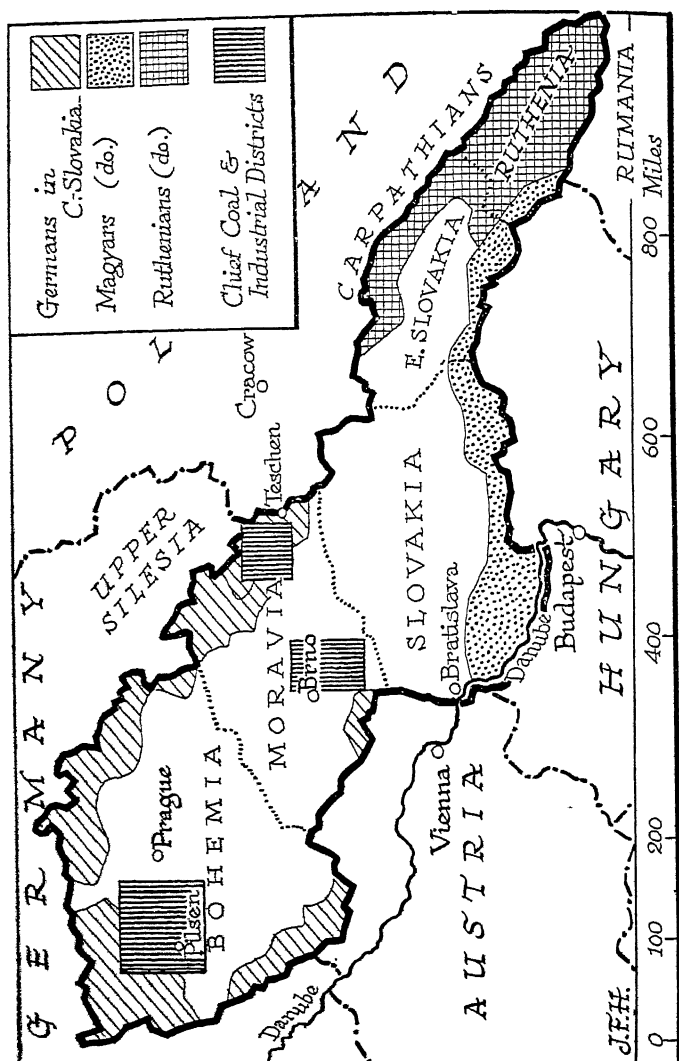 Germans in
C.-Slovakia
Magyars (do.)
Ruthenians (do.)
Chief Coal &
Industrial Districts
GERMANY
POLAND
UPPER
SILESIA
Cracow
Teschen
CARPATHIANS
RUTHENIA
E. SLOVAKIA
SLOVAKIA
MORAVIA
Brno
BOHEMIA
Prague
Pilsen
Bratislava
Danube
Vienna
Danube
Budapest
AUSTRIA
HUNGARY
RUMANIA
J.F.H.
0 100 200 400 600 800 Miles